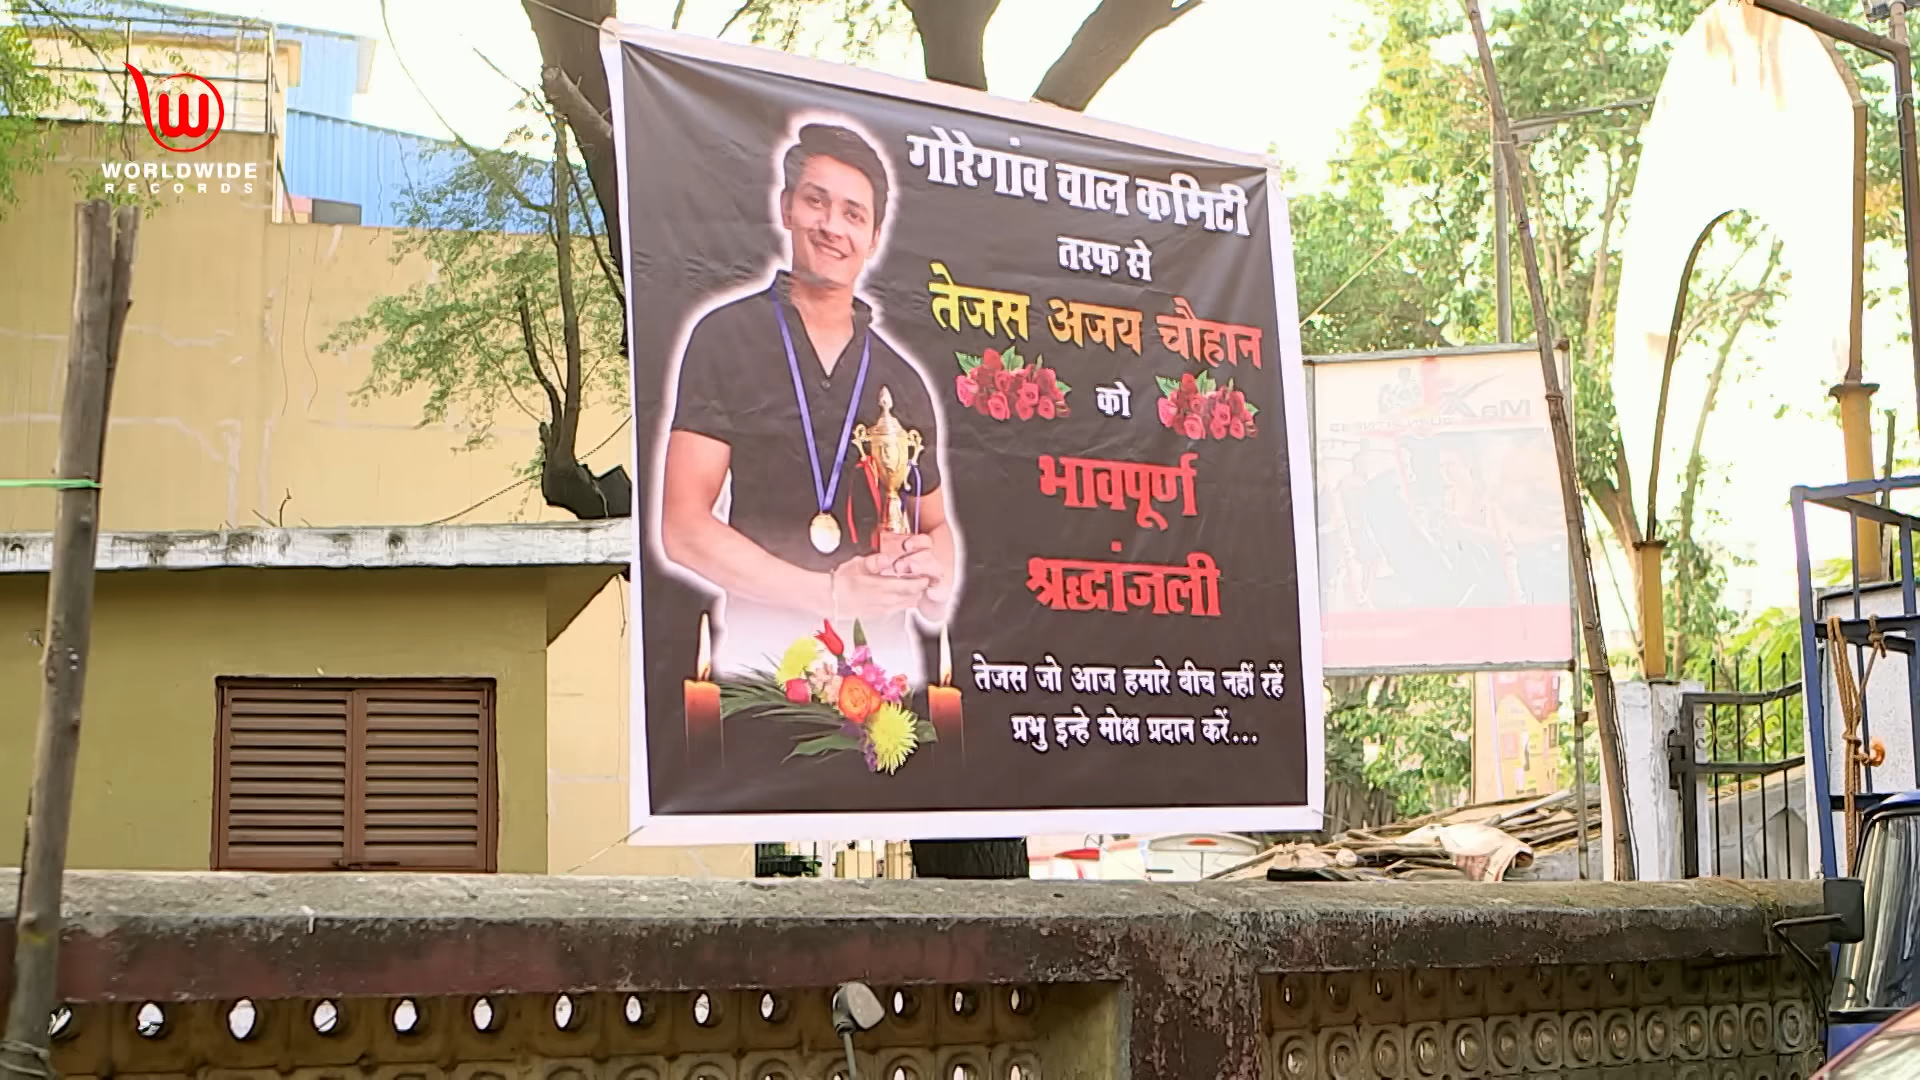 WORLDWIDE
RECORDS
गोरेगांव चाल कमिटी
तरफ से
तेजस अजय चौहान
को
भावपूर्ण
श्रद्धांजली
तेजस जो आज हमारे बीच नहीं रहें
प्रभु इन्हे मोक्ष प्रदान करें...